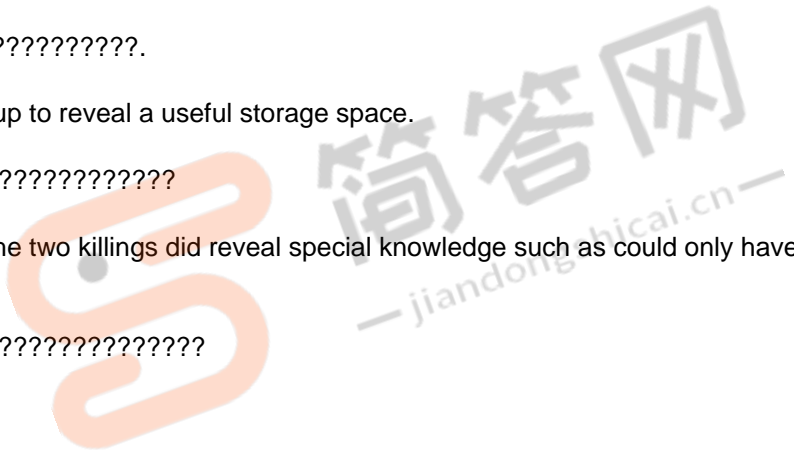 ??????????.
up to reveal a useful storage space.
????????????
he two killings did reveal special knowledge such as could only have
??????????????
简答网
jiandongshicai.cn